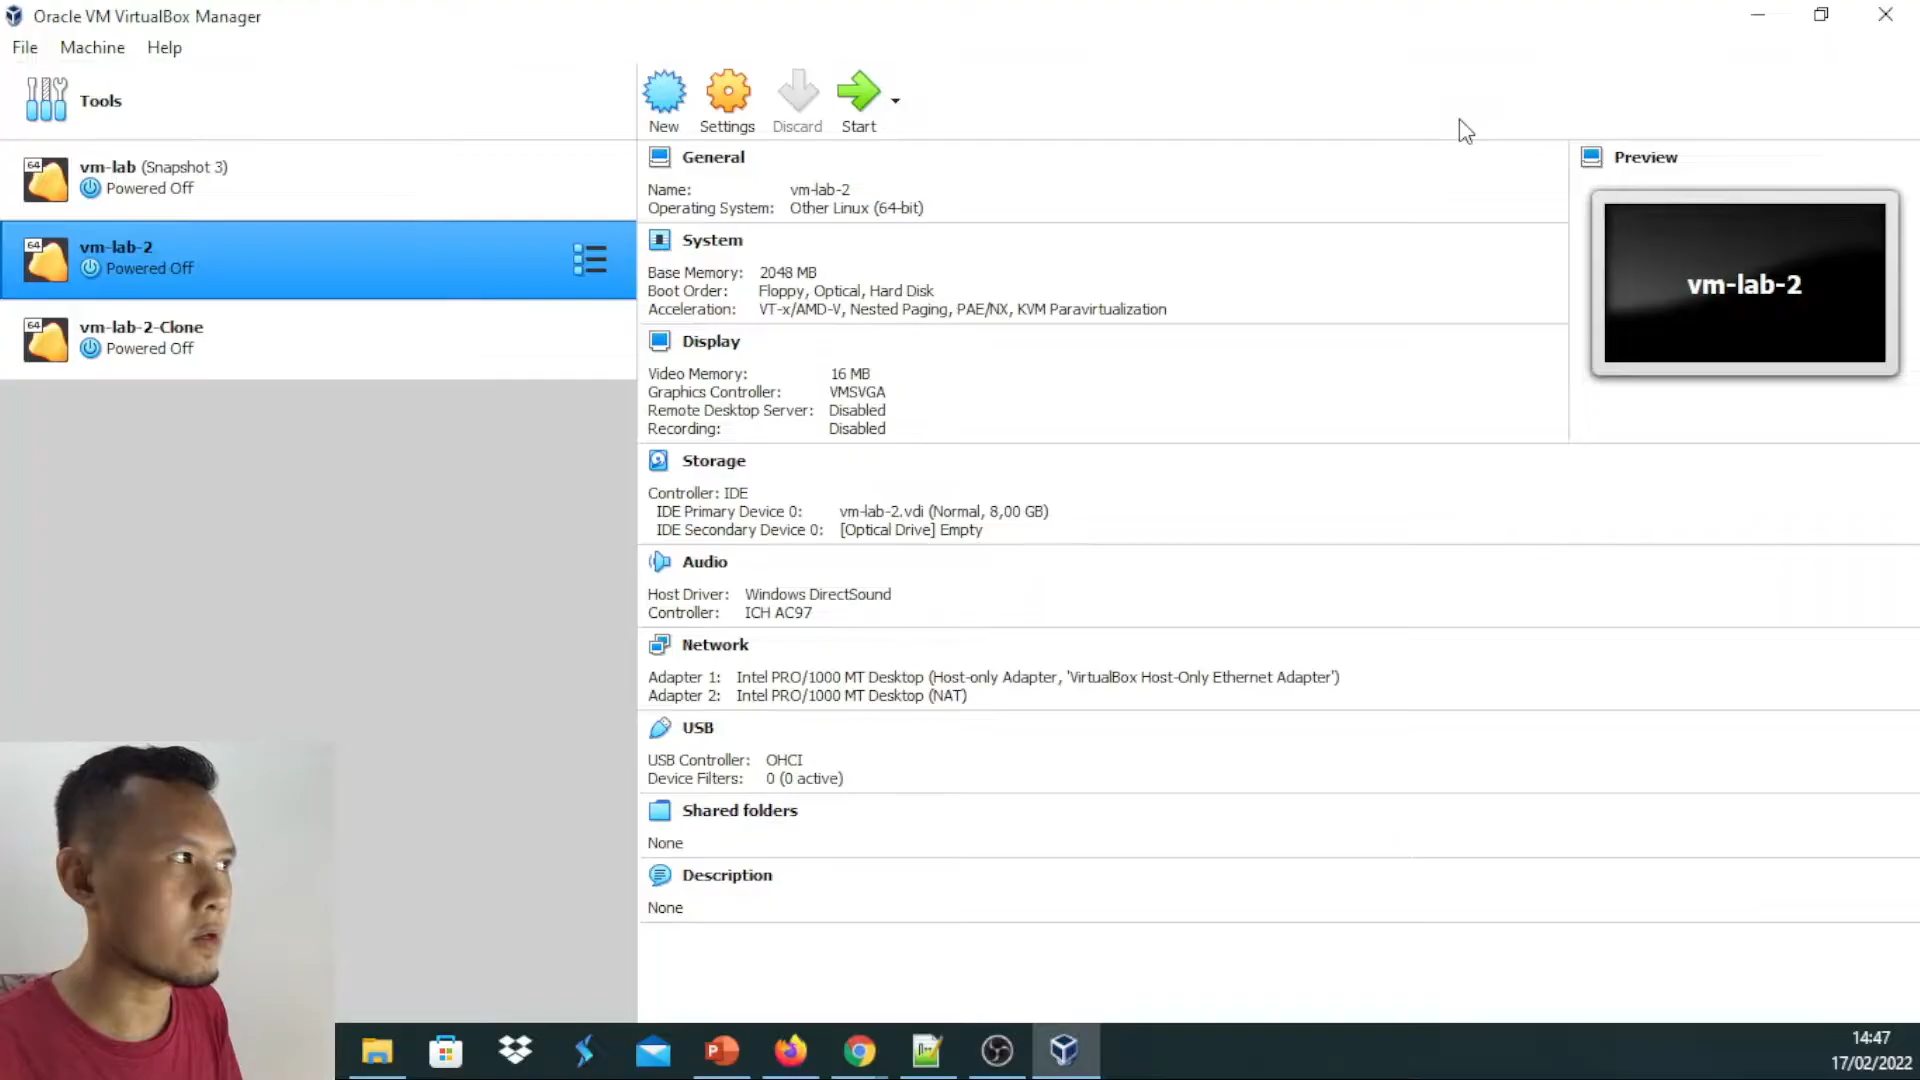 Oracle VM VirtualBox Manager
File Machine Help
Tools
New Settings Discard Start
64 vm-lab (Snapshot 3)
Powered Off
64 vm-lab-2
Powered Off
64 vm-lab-2-Clone
Powered Off
General
Name: vm-lab-2
Operating System: Other Linux (64-bit)
System
Base Memory: 2048 MB
Boot Order: Floppy, Optical, Hard Disk
Acceleration: VT-x/AMD-V, Nested Paging, PAE/NX, KVM Paravirtualization
Display
Video Memory: 16 MB
Graphics Controller: VMSVGA
Remote Desktop Server: Disabled
Recording: Disabled
Storage
Controller: IDE
IDE Primary Device 0: vm-lab-2.vdi (Normal, 8,00 GB)
IDE Secondary Device 0: [Optical Drive] Empty
Audio
Host Driver: Windows DirectSound
Controller: ICH AC97
Network
Adapter 1: Intel PRO/1000 MT Desktop (Host-only Adapter, 'VirtualBox Host-Only Ethernet Adapter')
Adapter 2: Intel PRO/1000 MT Desktop (NAT)
USB
USB Controller: OHCI
Device Filters: 0 (0 active)
Shared folders
None
Description
None
Preview
vm-lab-2
14:47
17/02/2022